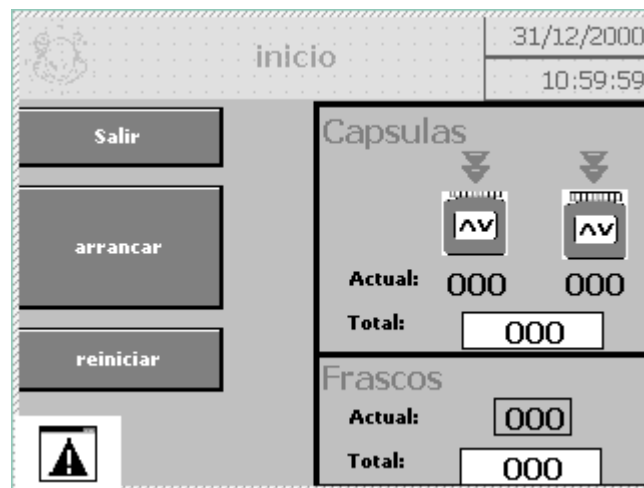 inicio
31/12/2000
10:59:59
Salir
arrancar
reiniciar
Capsulas
Actual: 000 000
Total: 000
Frascos
Actual: 000
Total: 000